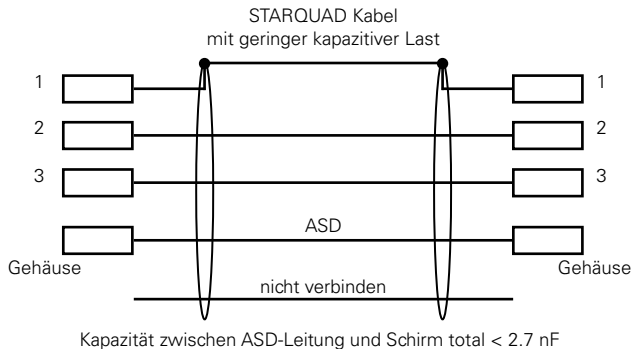 STARQUAD Kabel
mit geringer kapazitiver Last
1 1
2 2
3 3
ASD
Gehäuse Gehäuse
nicht verbinden
Kapazität zwischen ASD-Leitung und Schirm total < 2.7 nF